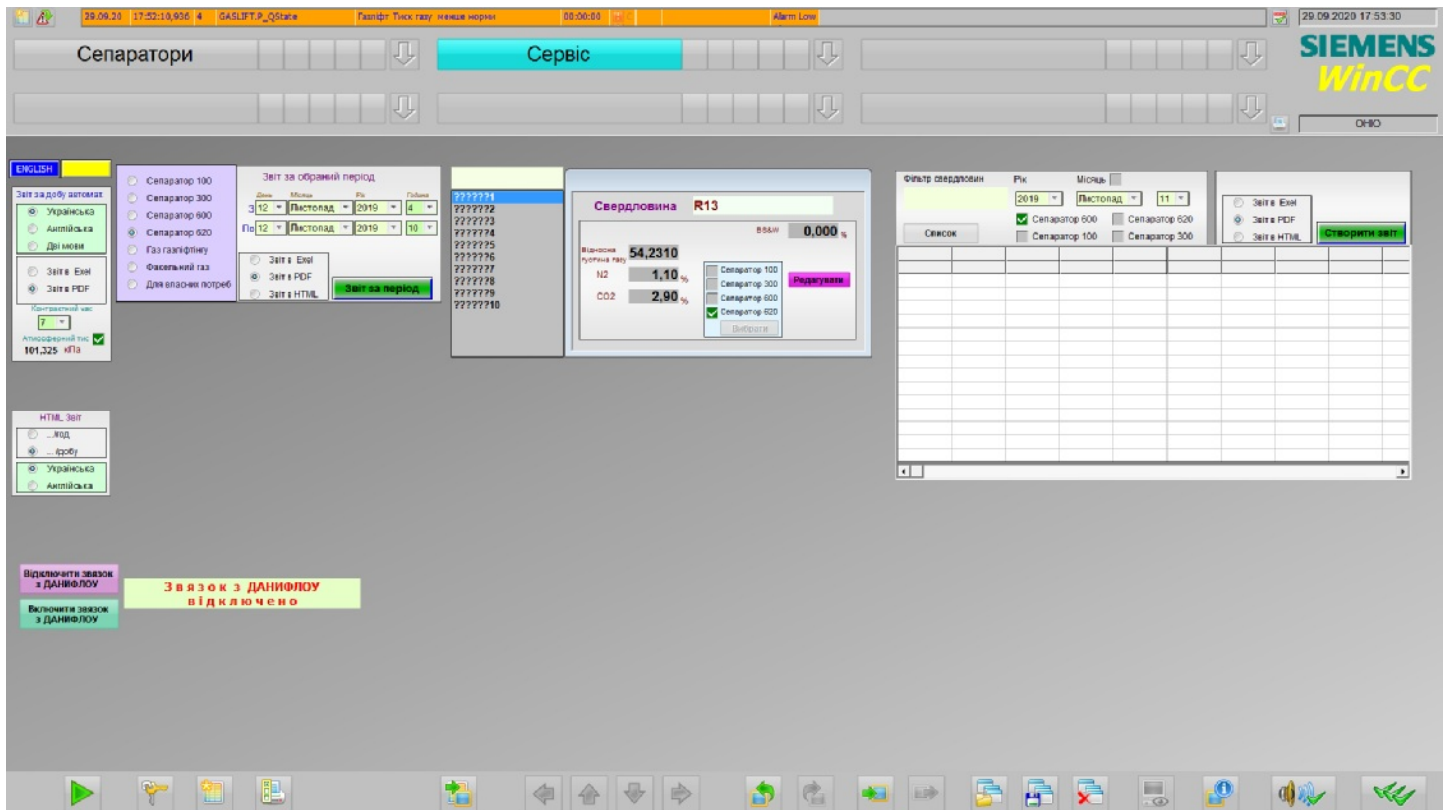 29.09.20 17:52:10,936 4 GASLIFT.P_QState Газліфт Тиск газу менше норми 00:00:00 Alarm Low
29.09.2020 17:53:30
Сепаратори
Сервіс
SIEMENS
WinCC
ENGLISH
Звіт за добу автомат
Українська
Англійська
Дві мови
Звіт в Exel
Звіт в PDF
Контрактний час
7
Атмосферний тис
101,325 кПа
Сепаратор 100
Сепаратор 300
Сепаратор 600
Сепаратор 620
Газ газліфтіну
Факельний газ
Для власних потреб
Звіт за обраний період
День Місяць Рік Година
З 12 Листопад 2019 4
По 12 Листопад 2019 10
Звіт в Exel
Звіт в PDF
Звіт в HTML
Звіт за період
??????1
??????2
??????3
??????4
??????5
??????6
??????7
??????8
??????9
??????10
Свердловина R13
BS&W 0,000 %
Відносна густина газу 54,2310
N2 1,10 %
CO2 2,90 %
Сепаратор 100
Сепаратор 300
Сепаратор 600
Сепаратор 620
Вибрати
Редагувати
Фільтр свердловин
Рік Місяць
2019 Листопад 11
Сепаратор 600 Сепаратор 620
Список
Сепаратор 100 Сепаратор 300
Звіт в Exel
Звіт в PDF
Звіт в HTML
Створити звіт
HTML Звіт
.../год
... /добу
Українська
Англійська
Відключити звязок
з ДАНИФЛОУ
Включити звязок
з ДАНИФЛОУ
Звязок з ДАНИФЛОУ
відключено